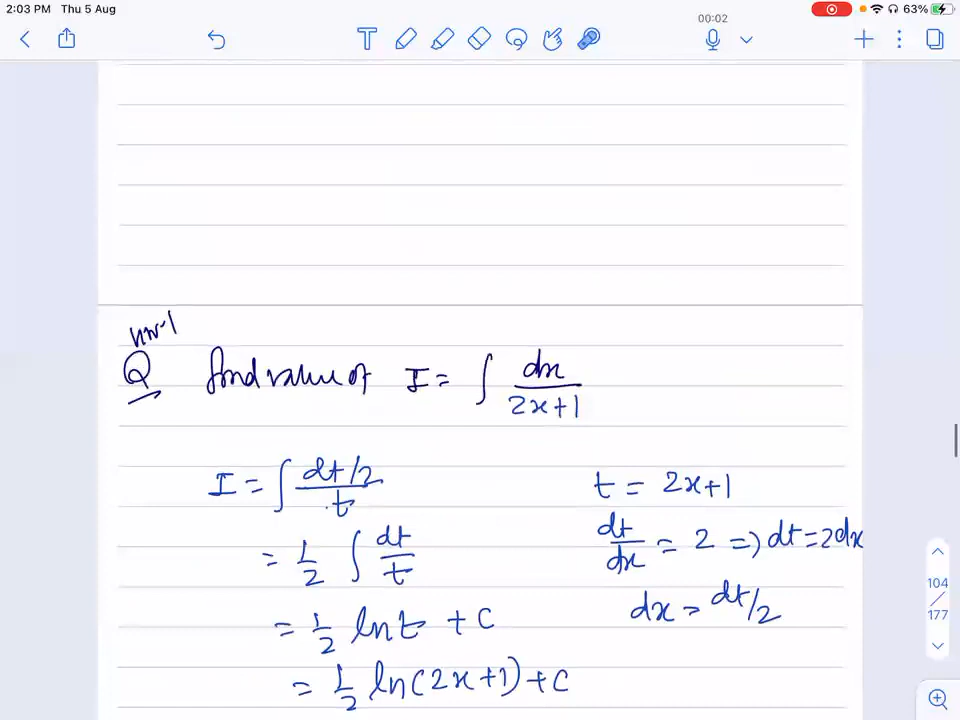 2:03 PM Thu 5 Aug
63%
00:02
T
Q find value of I = ∫ dx/(2x+1)
I = ∫ (dt/2)/t
t = 2x+1
= 1/2 ∫ dt/t
dt/dx = 2 => dt = 2dx
dx = dt/2
= 1/2 ln t + C
= 1/2 ln(2x+1) + C
104
/
177